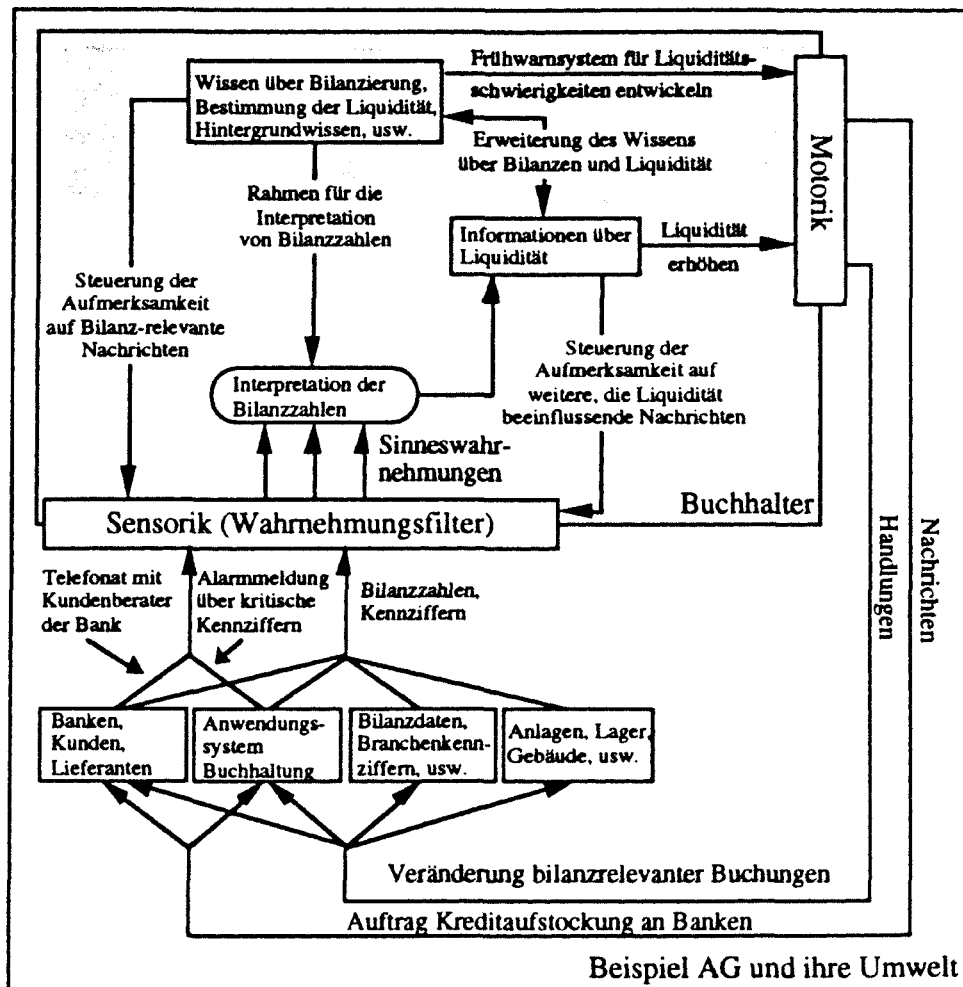 Wissen über Bilanzierung,
Bestimmung der Liquidität,
Hintergrundwissen, usw.
Frühwarnsystem für Liquiditäts-
schwierigkeiten entwickeln
Erweiterung des Wissens
über Bilanzen und Liquidität
Motorik
Rahmen für die
Interpretation
von Bilanzzahlen
Informationen über
Liquidität
Liquidität
erhöhen
Steuerung der
Aufmerksamkeit
auf Bilanz-relevante
Nachrichten
Steuerung der
Aufmerksamkeit auf
weitere, die Liquidität
beeinflussende Nachrichten
Interpretation der
Bilanzzahlen
Sinneswahr-
nehmungen
Buchhalter
Sensorik (Wahrnehmungsfilter)
Handlungen
Nachrichten
Telefonat mit
Kundenberater
der Bank
Alarmmeldung
über kritische
Kennziffern
Bilanzzahlen,
Kennziffern
Banken,
Kunden,
Lieferanten
Anwendungs-
system
Buchhaltung
Bilanzdaten,
Branchenkenn-
ziffern, usw.
Anlagen, Lager,
Gebäude, usw.
Veränderung bilanzrelevanter Buchungen
Auftrag Kreditaufstockung an Banken
Beispiel AG und ihre Umwelt